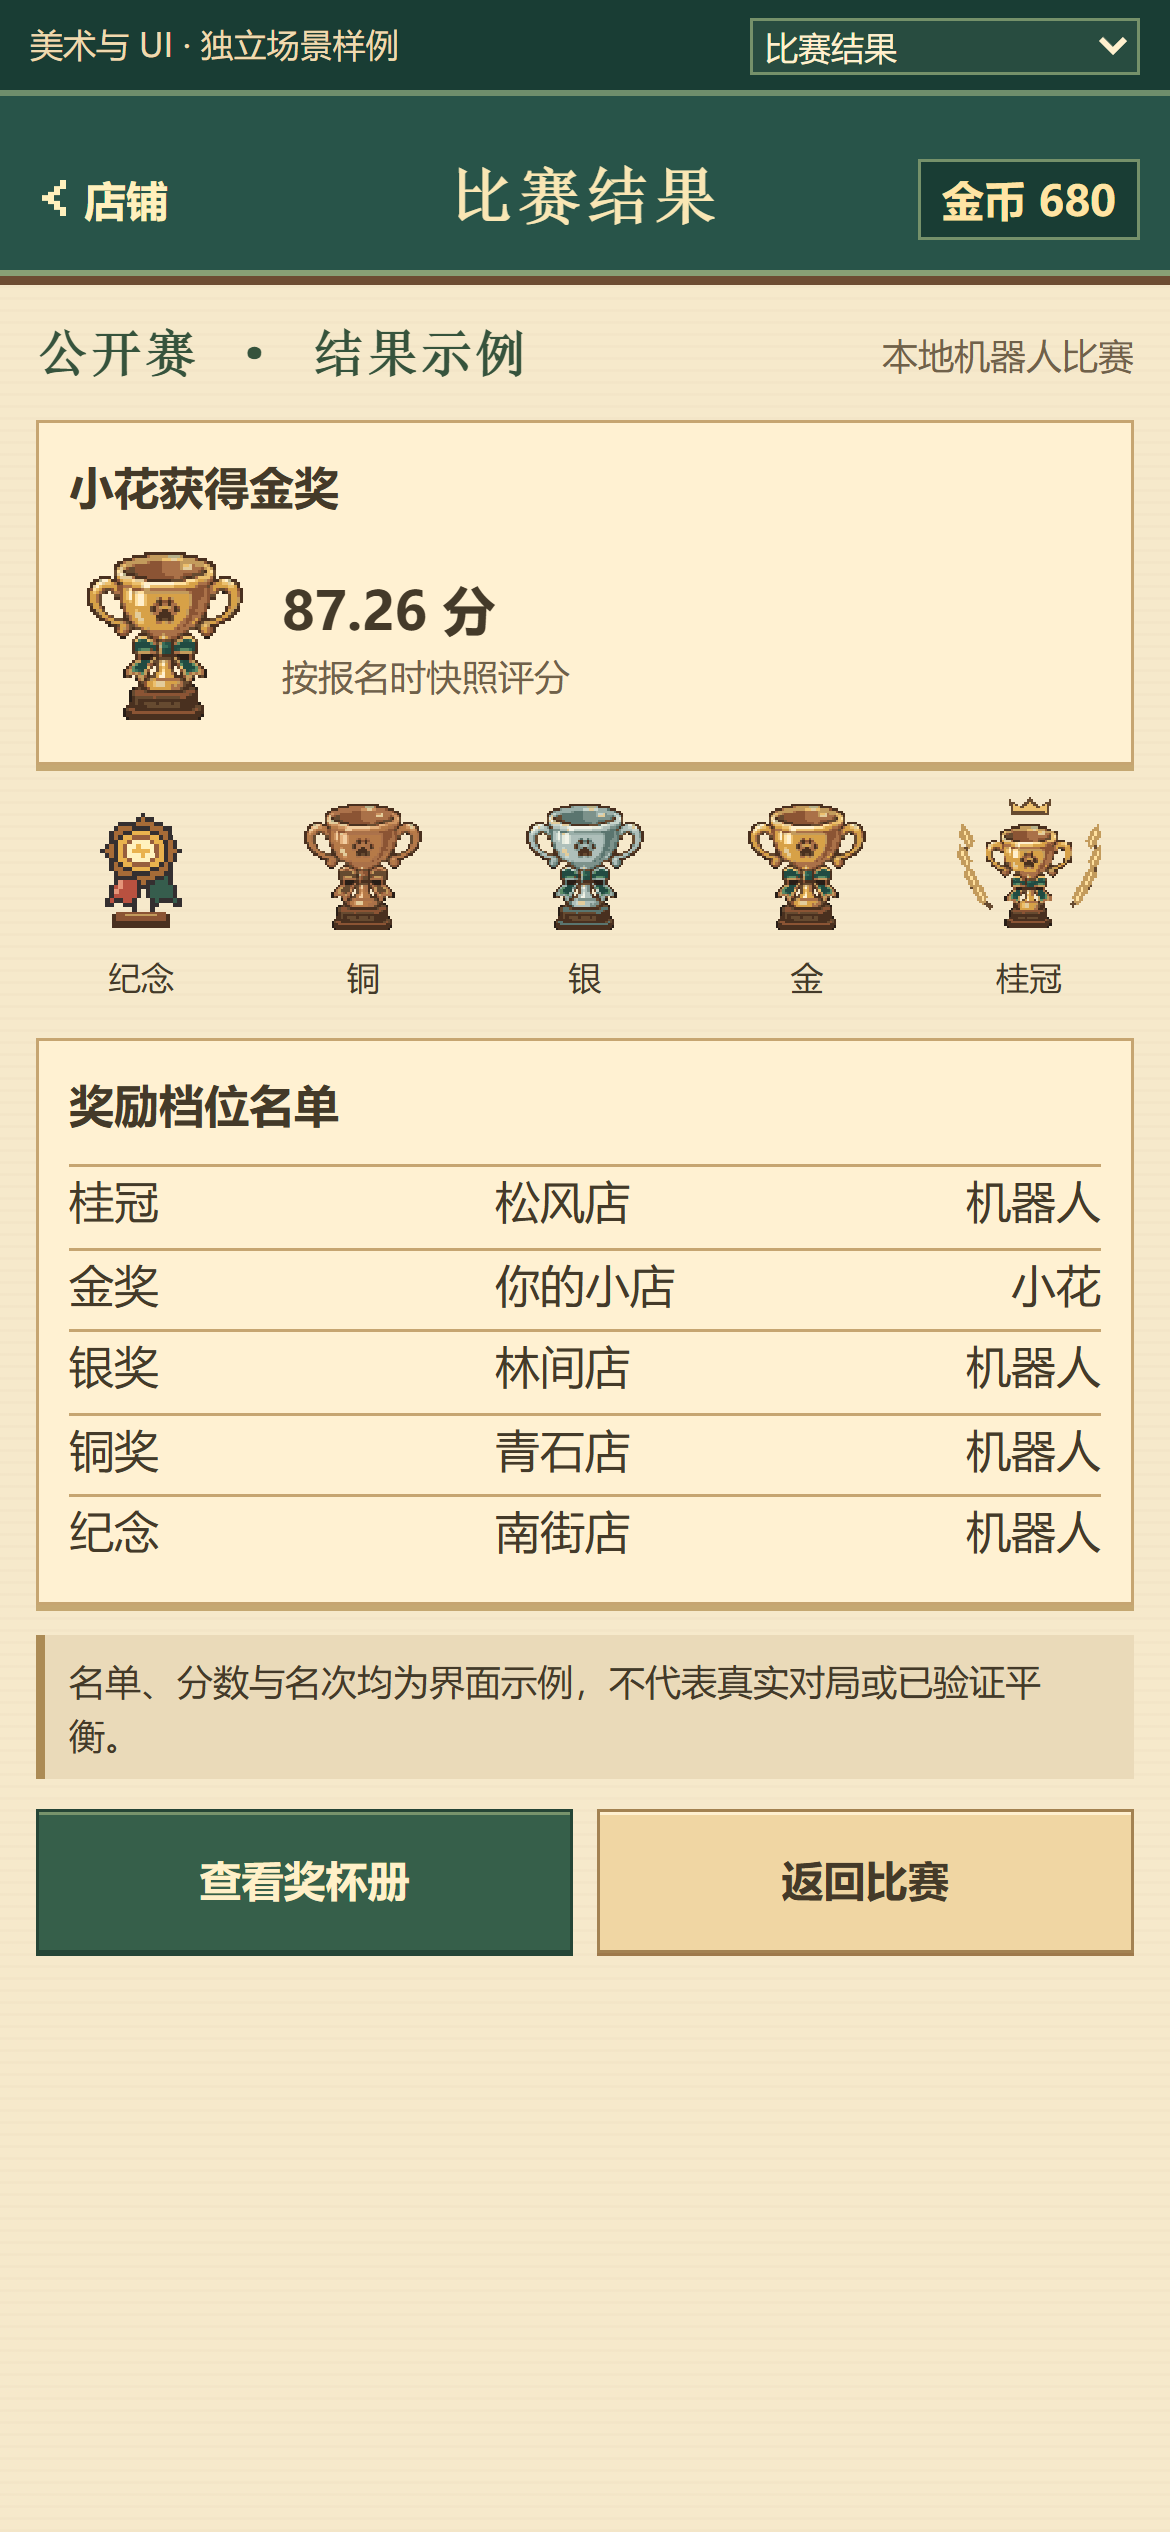 美术与 UI · 独立场景样例
比赛结果
店铺
比赛结果
金币 680
公开赛 · 结果示例
本地机器人比赛
小花获得金奖
87.26 分
按报名时快照评分
纪念 铜 银 金 桂冠
奖励档位名单
桂冠 松风店 机器人
金奖 你的小店 小花
银奖 林间店 机器人
铜奖 青石店 机器人
纪念 南街店 机器人
名单、分数与名次均为界面示例，不代表真实对局或已验证平
衡。
查看奖杯册
返回比赛